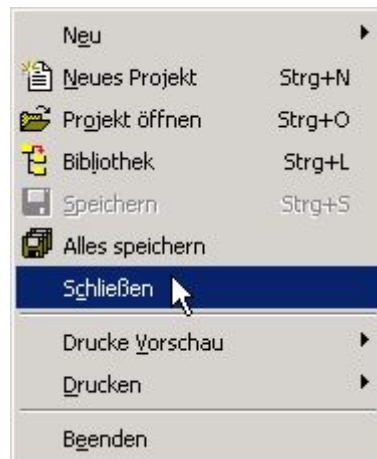 Neu
Neues Projekt Strg+N
Projekt öffnen Strg+O
Bibliothek Strg+L
Speichern Strg+S
Alles speichern
Schließen
Drucke Vorschau
Drucken
Beenden